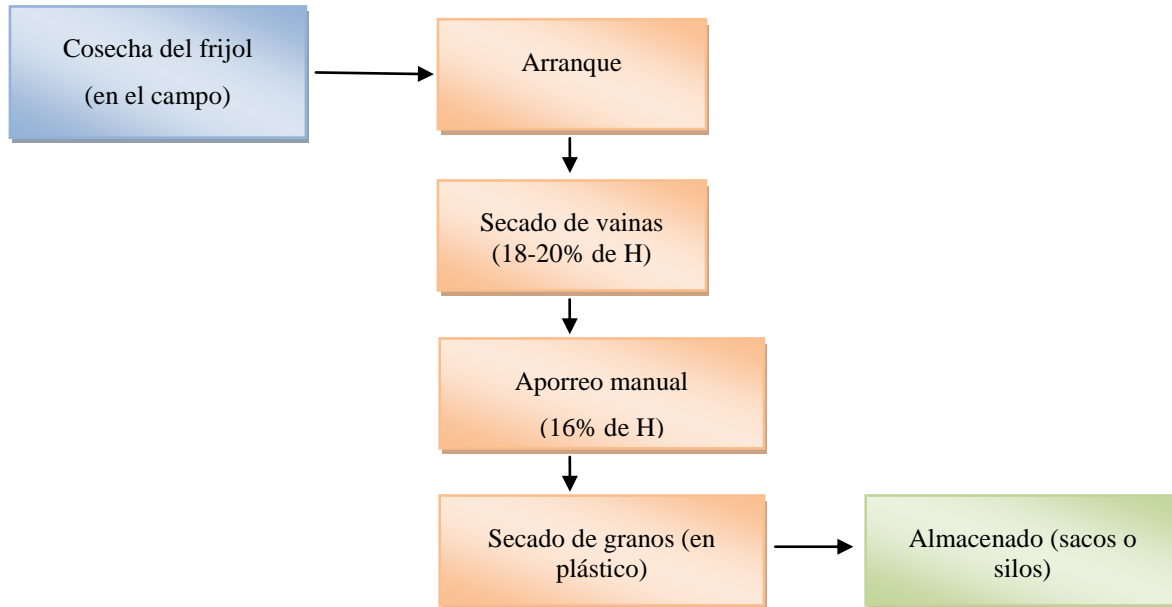 Cosecha del frijol
(en el campo)
Arranque
Secado de vainas
(18-20% de H)
Aporreo manual
(16% de H)
Secado de granos (en
plástico)
Almacenado (sacos o
silos)